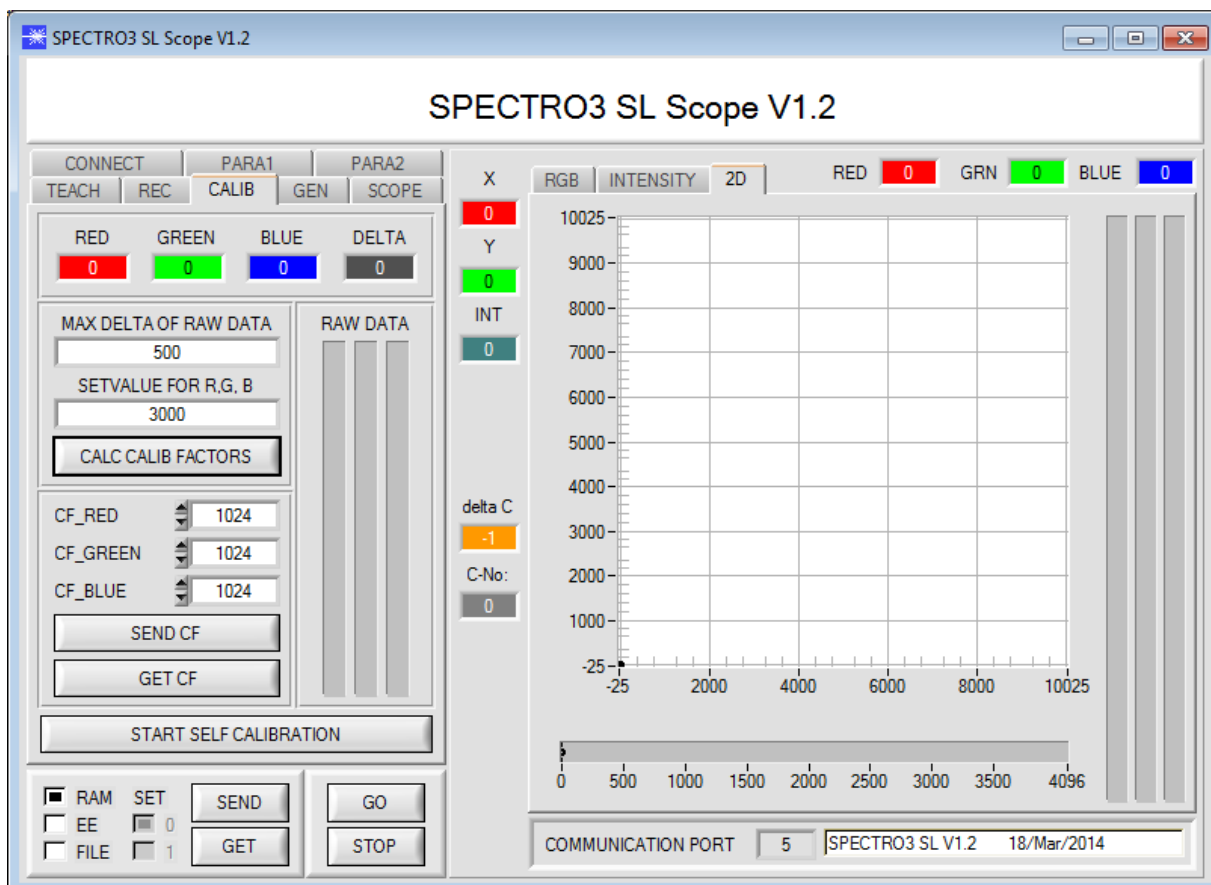 SPECTRO3 SL Scope V1.2
SPECTRO3 SL Scope V1.2
CONNECT PARA1 PARA2
TEACH REC CALIB GEN SCOPE
RED GREEN BLUE DELTA
0 0 0 0
MAX DELTA OF RAW DATA
500
SETVALUE FOR R,G, B
3000
CALC CALIB FACTORS
RAW DATA
CF_RED 1024
CF_GREEN 1024
CF_BLUE 1024
SEND CF
GET CF
START SELF CALIBRATION
RAM SET
EE 0
FILE 1
SEND
GET
GO
STOP
X
0
Y
0
INT
0
delta C
-1
C-No:
0
RGB INTENSITY 2D
RED 0 GRN 0 BLUE 0
10025
9000
8000
7000
6000
5000
4000
3000
2000
1000
-25
-25 2000 4000 6000 8000 10025
0 500 1000 1500 2000 2500 3000 3500 4096
COMMUNICATION PORT 5 SPECTRO3 SL V1.2 18/Mar/2014